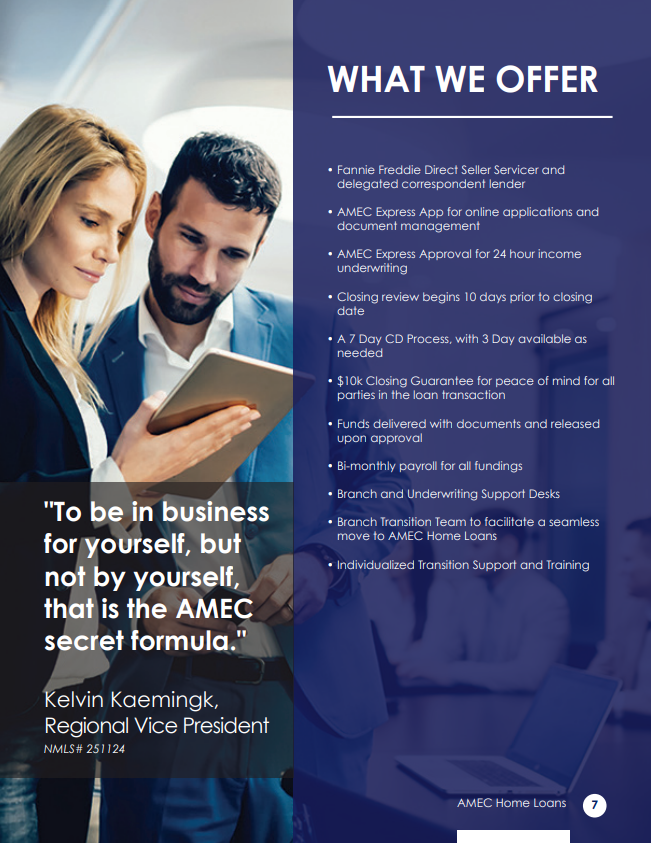 WHAT WE OFFER
• Fannie Freddie Direct Seller Servicer and
delegated correspondent lender
• AMEC Express App for online applications and
document management
• AMEC Express Approval for 24 hour income
underwriting
• Closing review begins 10 days prior to closing
date
• A 7 Day CD Process, with 3 Day available as
needed
• $10k Closing Guarantee for peace of mind for all
parties in the loan transaction
• Funds delivered with documents and released
upon approval
• Bi-monthly payroll for all fundings
• Branch and Underwriting Support Desks
• Branch Transition Team to facilitate a seamless
move to AMEC Home Loans
• Individualized Transition Support and Training
"To be in business
for yourself, but
not by yourself,
that is the AMEC
secret formula."
Kelvin Kaemingk,
Regional Vice President
NMLS# 251124
AMEC Home Loans 7